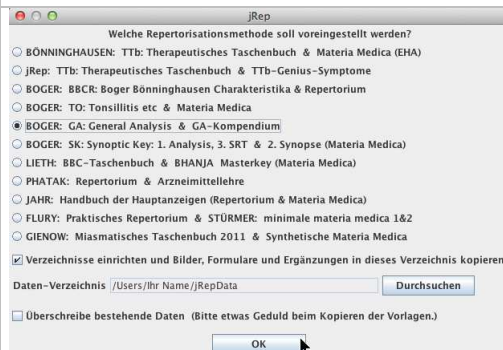 jRep
Welche Repertorisationsmethode soll voreingestellt werden?
BÖNNINGHAUSEN: TTb: Therapeutisches Taschenbuch & Materia Medica (EHA)
jRep: TTb: Therapeutisches Taschenbuch & TTb-Genius-Symptome
BOGER: BBCR: Boger Bönninghausen Charakteristika & Repertorium
BOGER: TO: Tonsillitis etc & Materia Medica
BOGER: GA: General Analysis & GA-Kompendium
BOGER: SK: Synoptic Key: 1. Analysis, 3. SRT & 2. Synopse (Materia Medica)
LIETH: BBC-Taschenbuch & BHANJA Masterkey (Materia Medica)
PHATAK: Repertorium & Arzneimittellehre
JAHR: Handbuch der Hauptanzeigen (Repertorium & Materia Medica)
FLURY: Praktisches Repertorium & STÜRMER: minimale materia medica 1&2
GIENOW: Miasmatisches Taschenbuch 2011 & Synthetische Materia Medica
Verzeichnisse einrichten und Bilder, Formulare und Ergänzungen in dieses Verzeichnis kopieren
Daten-Verzeichnis /Users/Ihr Name/jRepData Durchsuchen
Überschreibe bestehende Daten (Bitte etwas Geduld beim Kopieren der Vorlagen.)
OK